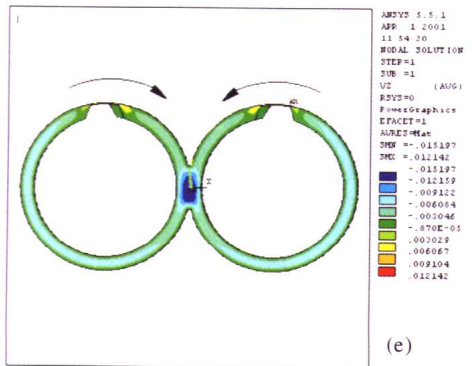 1
ANSYS 5.5.1
APR 1 2001
11:54:20
NODAL SOLUTION
STEP=1
SUB =1
UZ (AVG)
RSYS=0
PowerGraphics
EFACET=1
AVRES=Mat
SMN =-.015197
SMX =.012142
-.015197
-.012159
-.009122
-.006084
-.003046
-.870E-05
.003029
.006067
.009104
.012142
MX
Z
(e)